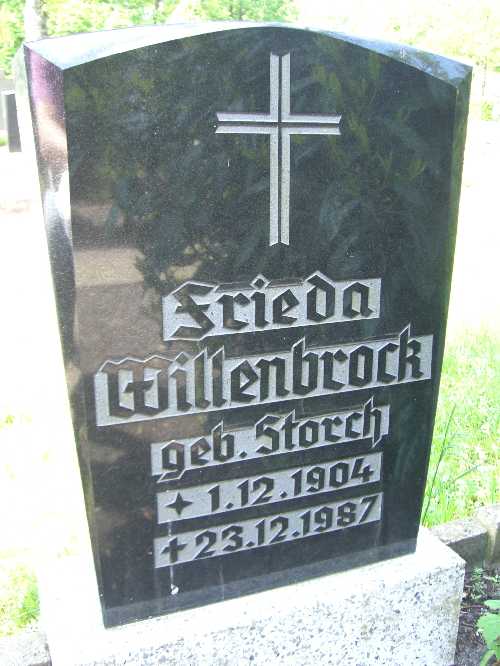 Frieda
Willenbrock
geb. Storch
✦ 1.12.1904
✝ 23.12.1987